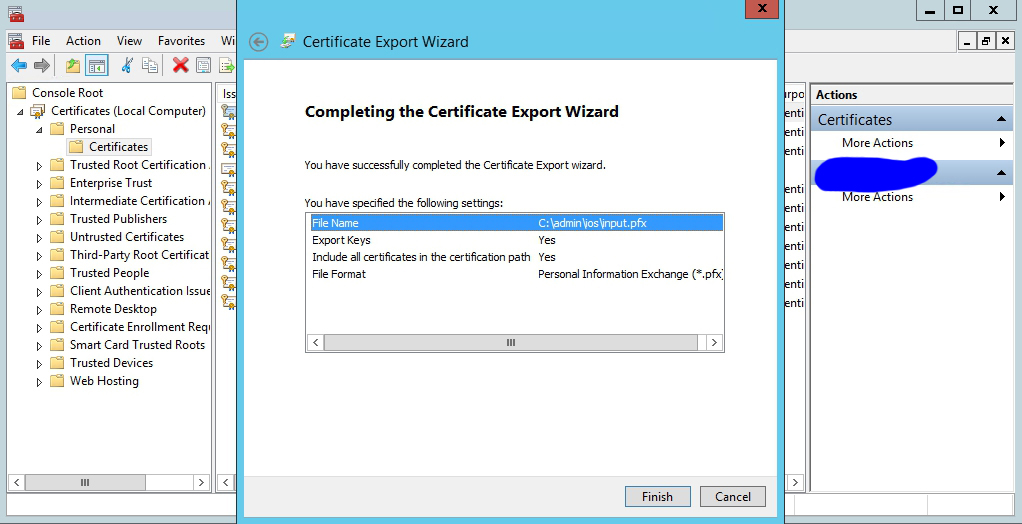 Certificate Export Wizard
File Action View Favorites
Console Root
Certificates (Local Computer)
Personal
Certificates
Trusted Root Certification
Enterprise Trust
Intermediate Certification
Trusted Publishers
Untrusted Certificates
Third-Party Root Certificat
Trusted People
Client Authentication Issue
Remote Desktop
Certificate Enrollment Req
Smart Card Trusted Roots
Trusted Devices
Web Hosting
Iss
Completing the Certificate Export Wizard
You have successfully completed the Certificate Export wizard.
You have specified the following settings:
File Name C:\admin\ios\input.pfx
Export Keys Yes
Include all certificates in the certification path Yes
File Format Personal Information Exchange (*.pfx)
Finish Cancel
urpo
enti
enti
enti
enti
enti
enti
enti
enti
enti
enti
Actions
Certificates
More Actions
More Actions